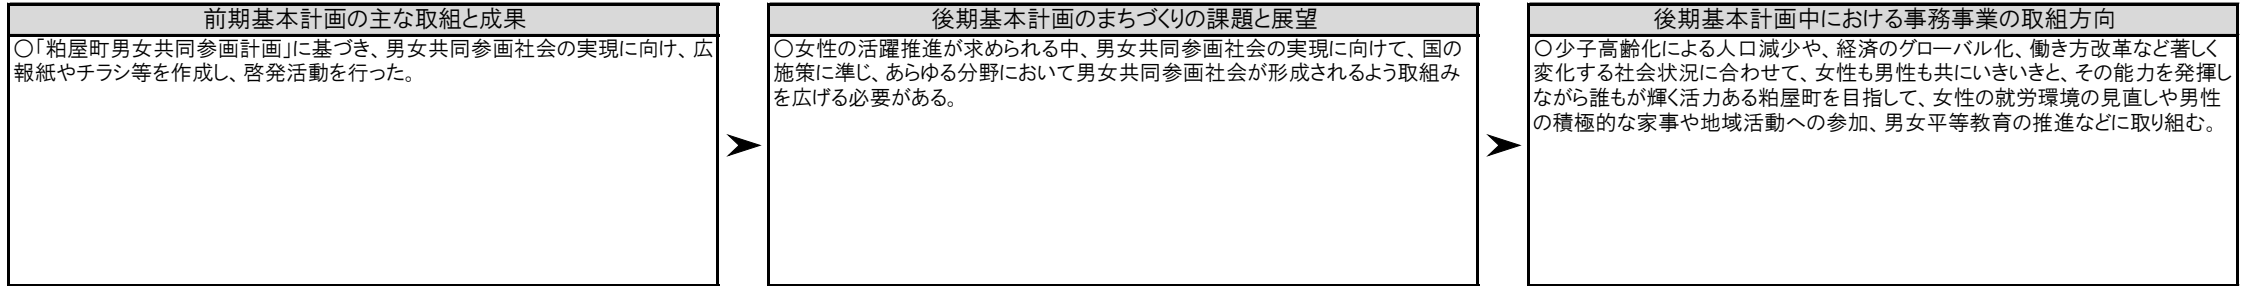 前期基本計画の主な取組と成果
〇「粕屋町男女共同参画計画」に基づき、男女共同参画社会の実現に向け、広
報紙やチラシ等を作成し、啓発活動を行った。
後期基本計画のまちづくりの課題と展望
〇女性の活躍推進が求められる中、男女共同参画社会の実現に向けて、国の
施策に準じ、あらゆる分野において男女共同参画社会が形成されるよう取組み
を広げる必要がある。
後期基本計画中における事務事業の取組方向
〇少子高齢化による人口減少や、経済のグローバル化、働き方改革など著しく
変化する社会状況に合わせて、女性も男性も共にいきいきと、その能力を発揮し
ながら誰もが輝く活力ある粕屋町を目指して、女性の就労環境の見直しや男性
の積極的な家事や地域活動への参加、男女平等教育の推進などに取り組む。